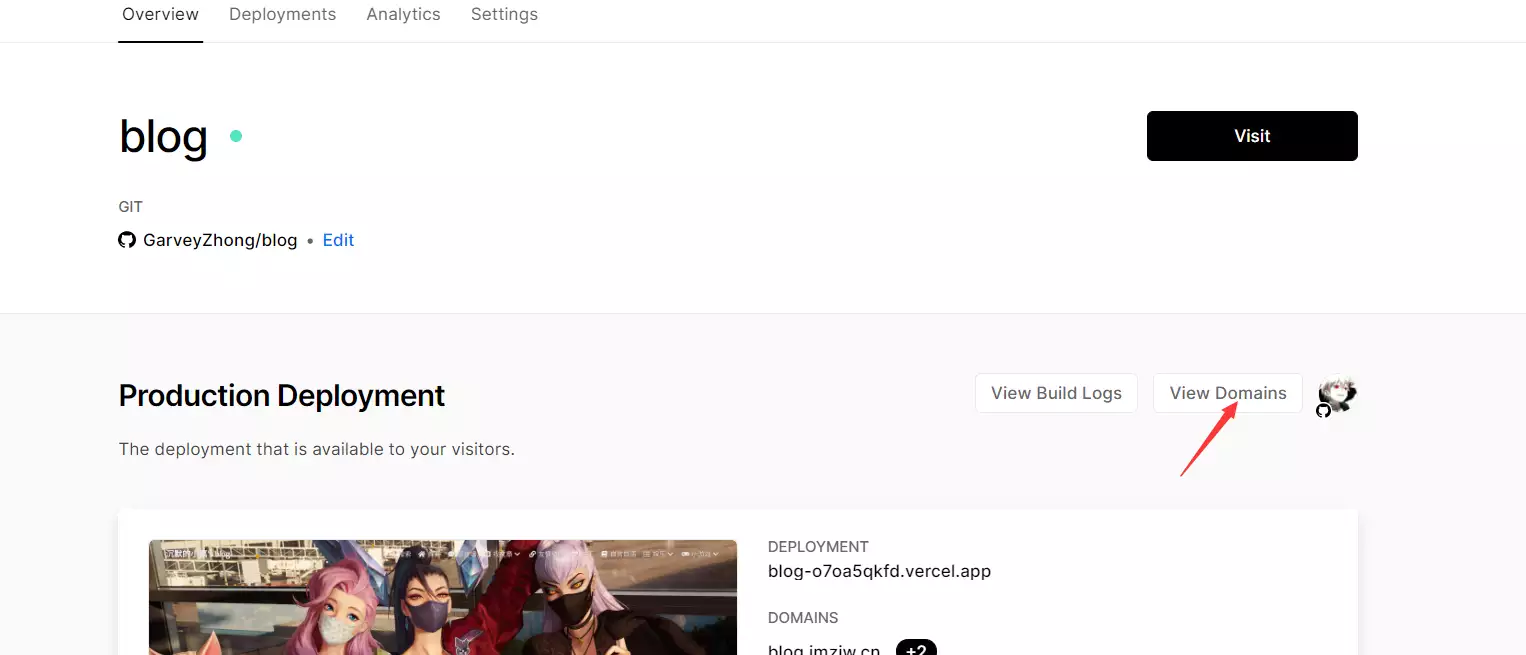 Overview Deployments Analytics Settings
blog
Visit
GIT
GarveyZhong/blog • Edit
Production Deployment
View Build Logs View Domains
The deployment that is available to your visitors.
DEPLOYMENT
blog-o7oa5qkfd.vercel.app
DOMAINS
blog.imzjw.cn +2